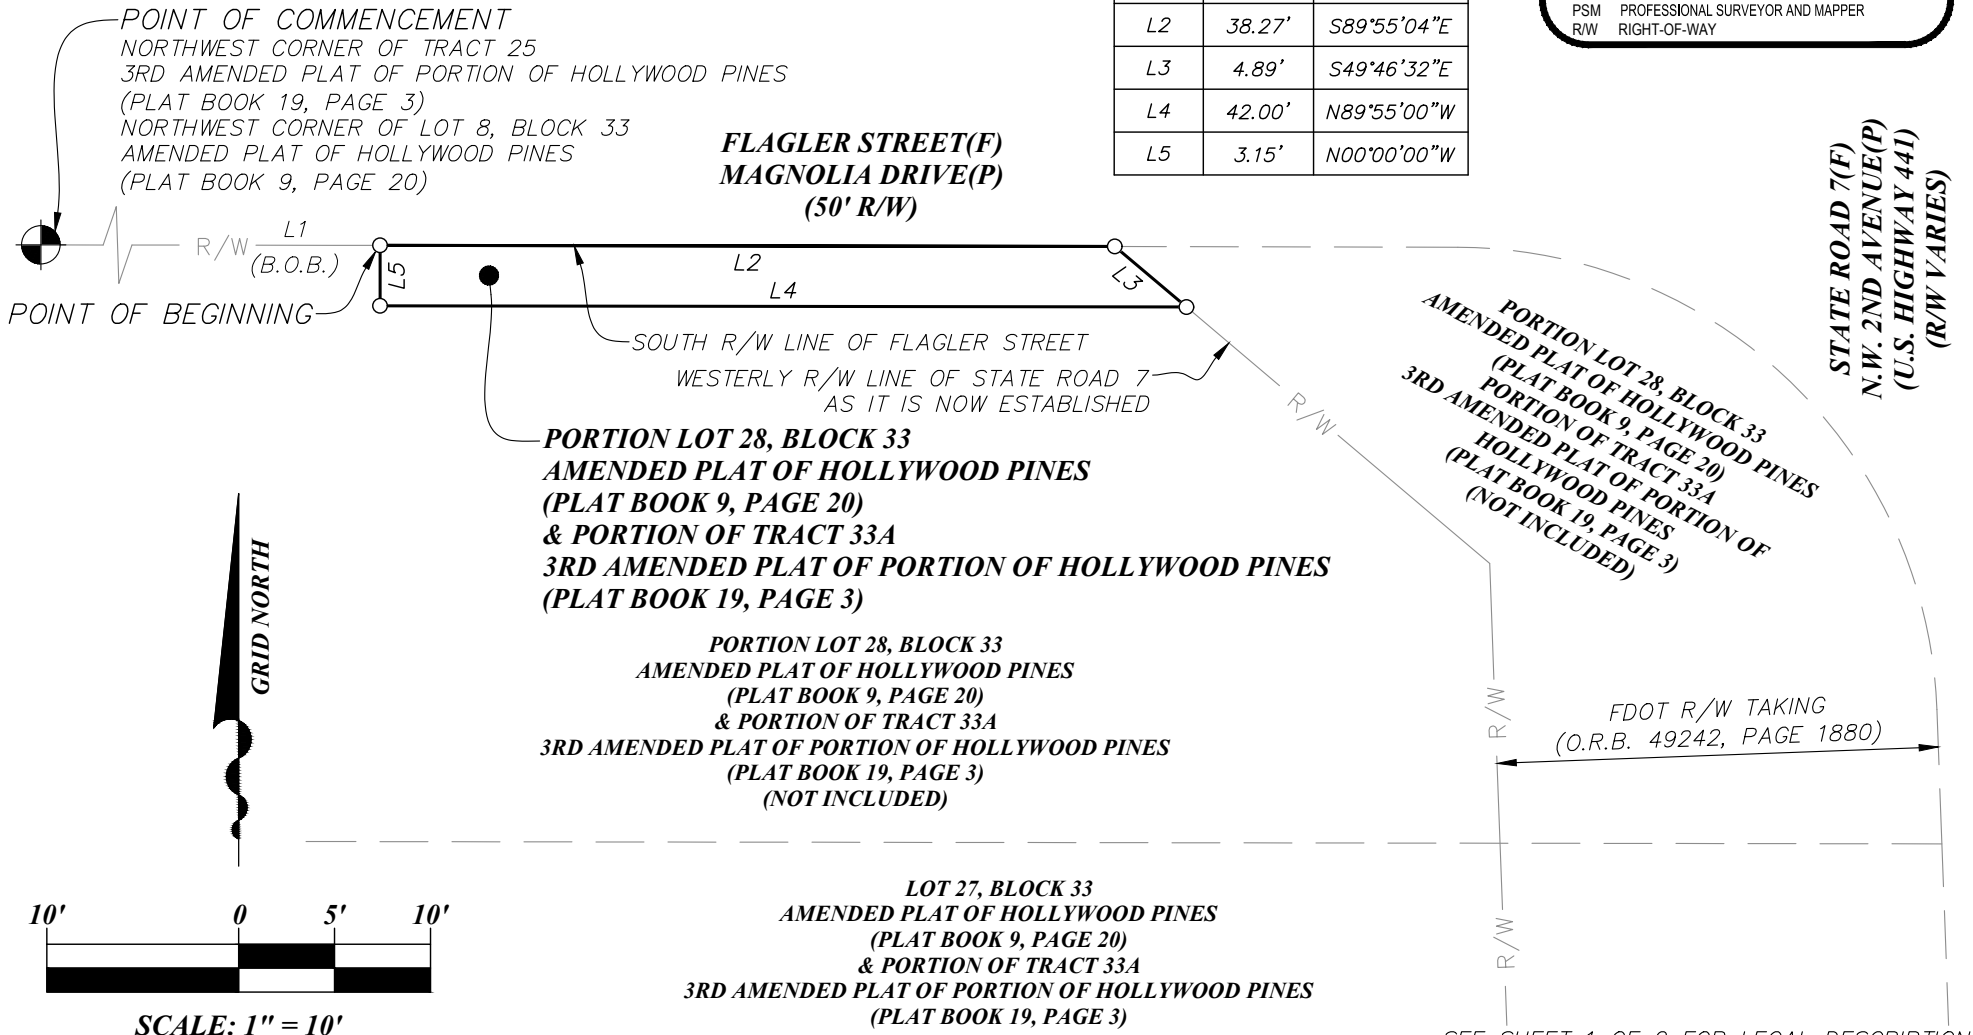 POINT OF COMMENCEMENT
NORTHWEST CORNER OF TRACT 25
3RD AMENDED PLAT OF PORTION OF HOLLYWOOD PINES
(PLAT BOOK 19, PAGE 3)
NORTHWEST CORNER OF LOT 8, BLOCK 33
AMENDED PLAT OF HOLLYWOOD PINES
(PLAT BOOK 9, PAGE 20)
FLAGLER STREET(F)
MAGNOLIA DRIVE(P)
(50' R/W)
L2 38.27' S89°55'04"E
L3 4.89' S49°46'32"E
L4 42.00' N89°55'00"W
L5 3.15' N00°00'00"W
PSM PROFESSIONAL SURVEYOR AND MAPPER
R/W RIGHT-OF-WAY
STATE ROAD 7(F)
N.W. 2ND AVENUE(P)
(U.S. HIGHWAY 441)
(R/W VARIES)
R/W
L1
(B.O.B.)
L5
L2
L3
L4
POINT OF BEGINNING
SOUTH R/W LINE OF FLAGLER STREET
WESTERLY R/W LINE OF STATE ROAD 7
AS IT IS NOW ESTABLISHED
R/W
PORTION LOT 28, BLOCK 33
AMENDED PLAT OF HOLLYWOOD PINES
(PLAT BOOK 9, PAGE 20)
PORTION OF TRACT 33A
3RD AMENDED PLAT OF PORTION OF
HOLLYWOOD PINES
(PLAT BOOK 19, PAGE 3)
(NOT INCLUDED)
PORTION LOT 28, BLOCK 33
AMENDED PLAT OF HOLLYWOOD PINES
(PLAT BOOK 9, PAGE 20)
& PORTION OF TRACT 33A
3RD AMENDED PLAT OF PORTION OF HOLLYWOOD PINES
(PLAT BOOK 19, PAGE 3)
GRID NORTH
PORTION LOT 28, BLOCK 33
AMENDED PLAT OF HOLLYWOOD PINES
(PLAT BOOK 9, PAGE 20)
& PORTION OF TRACT 33A
3RD AMENDED PLAT OF PORTION OF HOLLYWOOD PINES
(PLAT BOOK 19, PAGE 3)
(NOT INCLUDED)
R/W
FDOT R/W TAKING
(O.R.B. 49242, PAGE 1880)
10' 0 5' 10'
SCALE: 1" = 10'
LOT 27, BLOCK 33
AMENDED PLAT OF HOLLYWOOD PINES
(PLAT BOOK 9, PAGE 20)
& PORTION OF TRACT 33A
3RD AMENDED PLAT OF PORTION OF HOLLYWOOD PINES
(PLAT BOOK 19, PAGE 3)
R/W